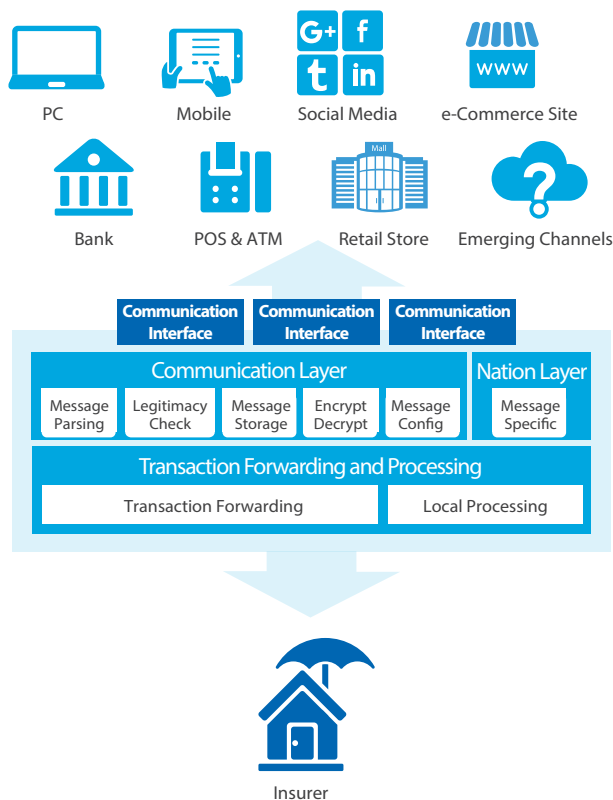 G+ f
t in
www
PC Mobile Social Media e-Commerce Site
Mall
Bank POS & ATM Retail Store Emerging Channels
Communication Interface
Communication Interface
Communication Interface
Communication Layer
Message Parsing
Legitimacy Check
Message Storage
Encrypt Decrypt
Message Config
Nation Layer
Message Specific
Transaction Forwarding and Processing
Transaction Forwarding Local Processing
Insurer